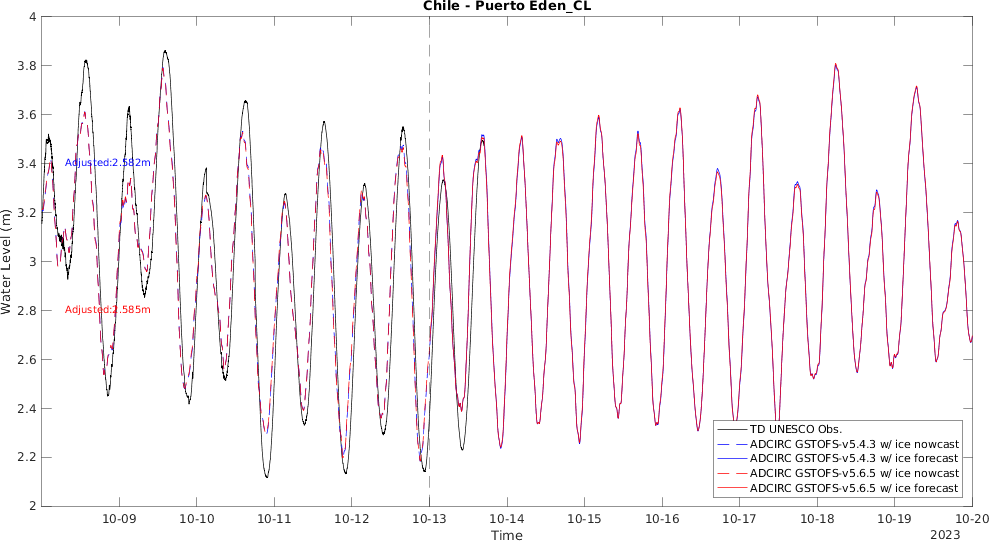 Chile - Puerto Eden_CL
4
3.8
3.6
3.4
3.2
3
2.8
2.6
2.4
2.2
2
Water Level (m)
Adjusted:2.582m
Adjusted:2.585m
TD UNESCO Obs.
ADCIRC GSTOFS-v5.4.3 w/ ice nowcast
ADCIRC GSTOFS-v5.4.3 w/ ice forecast
ADCIRC GSTOFS-v5.6.5 w/ ice nowcast
ADCIRC GSTOFS-v5.6.5 w/ ice forecast
10-09 10-10 10-11 10-12 10-13 10-14 10-15 10-16 10-17 10-18 10-19 10-20
Time
2023